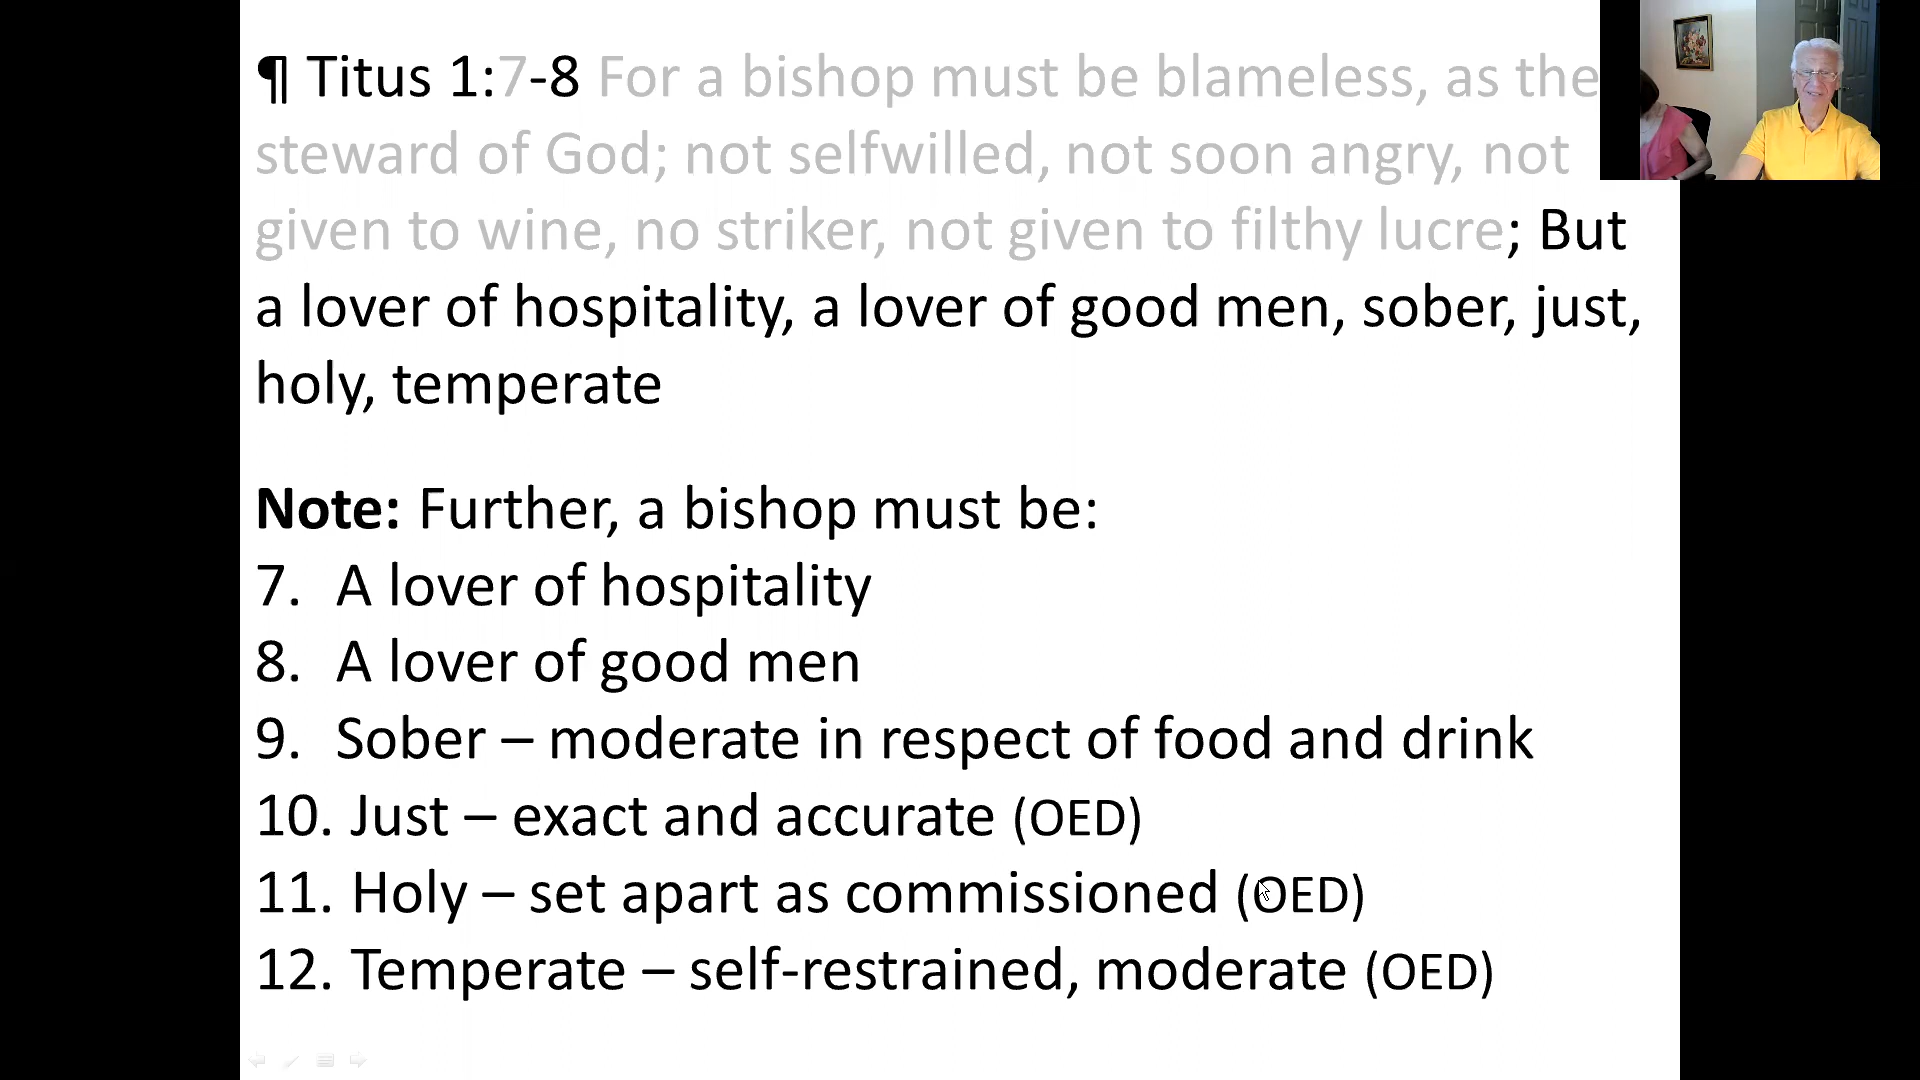 ¶ Titus 1:7-8 For a bishop must be blameless, as the
steward of God; not selfwilled, not soon angry, not
given to wine, no striker, not given to filthy lucre; But
a lover of hospitality, a lover of good men, sober, just,
holy, temperate
Note: Further, a bishop must be:
7. A lover of hospitality
8. A lover of good men
9. Sober – moderate in respect of food and drink
10. Just – exact and accurate (OED)
11. Holy – set apart as commissioned (OED)
12. Temperate – self-restrained, moderate (OED)